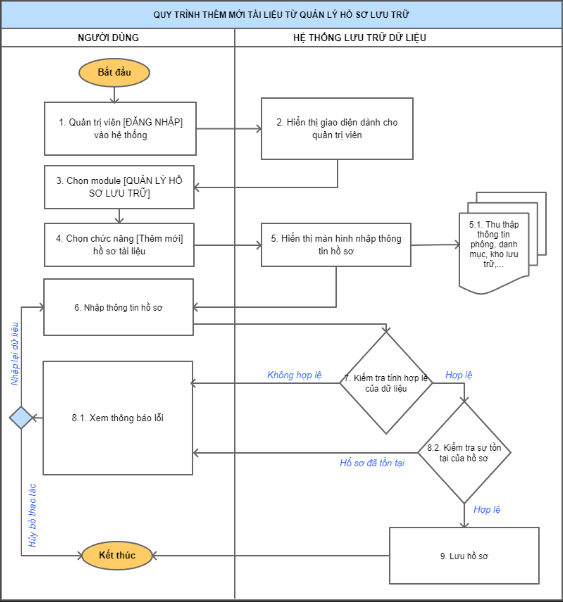 QUY TRÌNH THÊM MỚI TÀI LIỆU TỪ QUẢN LÝ HỒ SƠ LƯU TRỮ
NGƯỜI DÙNG
HỆ THỐNG LƯU TRỮ DỮ LIỆU
Bắt đầu
1. Quản trị viên [ĐĂNG NHẬP]
vào hệ thống
2. Hiển thị giao diện dành cho
quản trị viên
3. Chọn module [QUẢN LÝ HỒ
SƠ LƯU TRỮ]
4. Chọn chức năng [Thêm mới]
hồ sơ tài liệu
5. Hiển thị màn hình nhập thông
tin hồ sơ
5.1. Thu thập
thông tin
phông, danh
mục, kho lưu
trữ,...
6. Nhập thông tin hồ sơ
Nhập lại dữ liệu
7. Kiểm tra tính hợp lệ
của dữ liệu
Không hợp lệ
Hợp lệ
8.1. Xem thông báo lỗi
8.2. Kiểm tra sự tồn
tại của hồ sơ
Hồ sơ đã tồn tại
Hợp lệ
Hủy bỏ thao tác
Kết thúc
9. Lưu hồ sơ